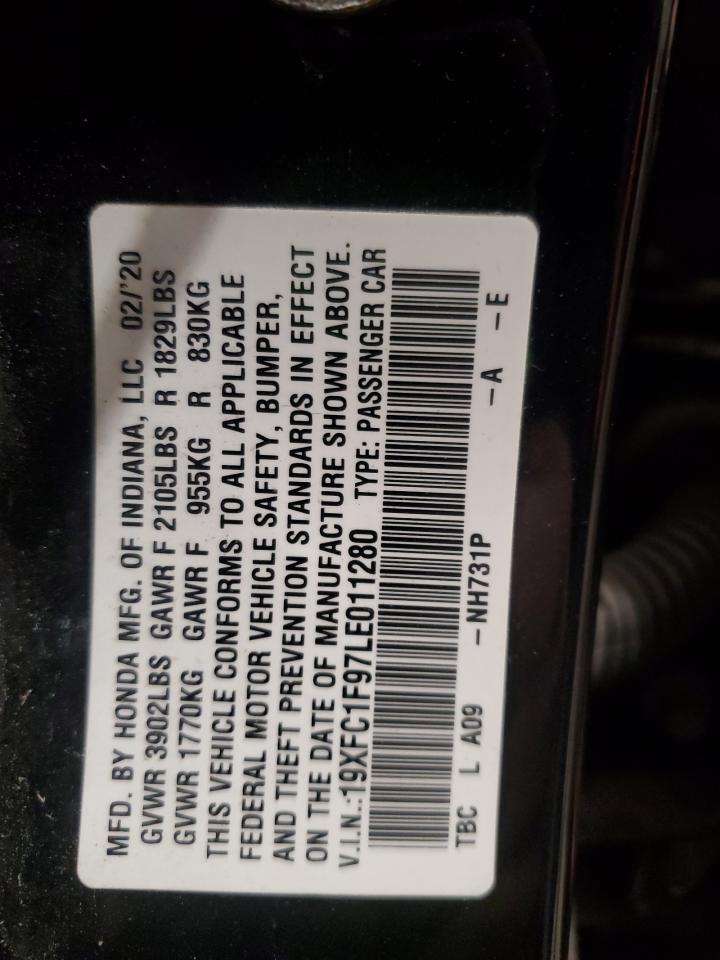 MFD. BY HONDA MFG. OF INDIANA, LLC 02/'20
GVWR 3902LBS GAWR F 2105LBS R 1829LBS
GVWR 1770KG GAWR F 955KG R 830KG
THIS VEHICLE CONFORMS TO ALL APPLICABLE
FEDERAL MOTOR VEHICLE SAFETY, BUMPER,
AND THEFT PREVENTION STANDARDS IN EFFECT
ON THE DATE OF MANUFACTURE SHOWN ABOVE.
V.I.N.:19XFC1F97LE011280 TYPE: PASSENGER CAR
TBC L A09 –NH731P –A –E